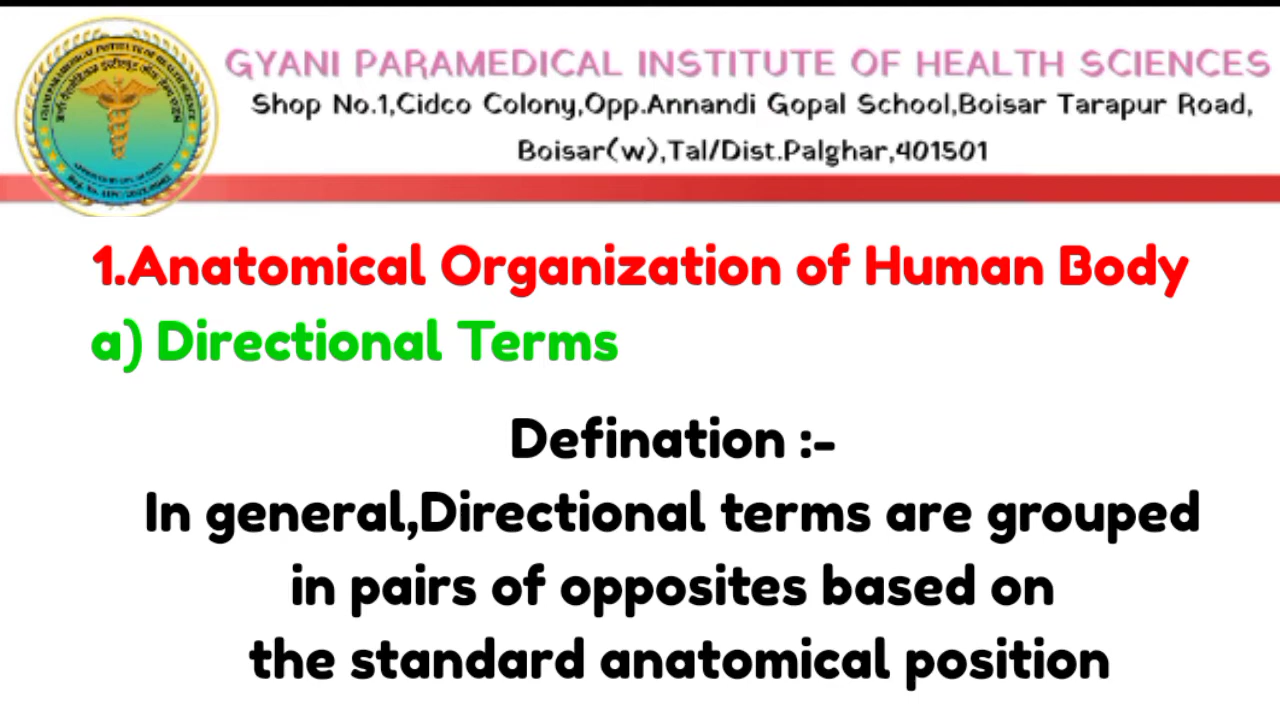 GYANI PARAMEDICAL INSTITUTE OF HEALTH SCIENCES
Shop No.1,Cidco Colony,Opp.Annandi Gopal School,Boisar Tarapur Road,
Boisar(w),Tal/Dist.Palghar,401501
1.Anatomical Organization of Human Body
a) Directional Terms
Defination :-
In general,Directional terms are grouped
in pairs of opposites based on
the standard anatomical position